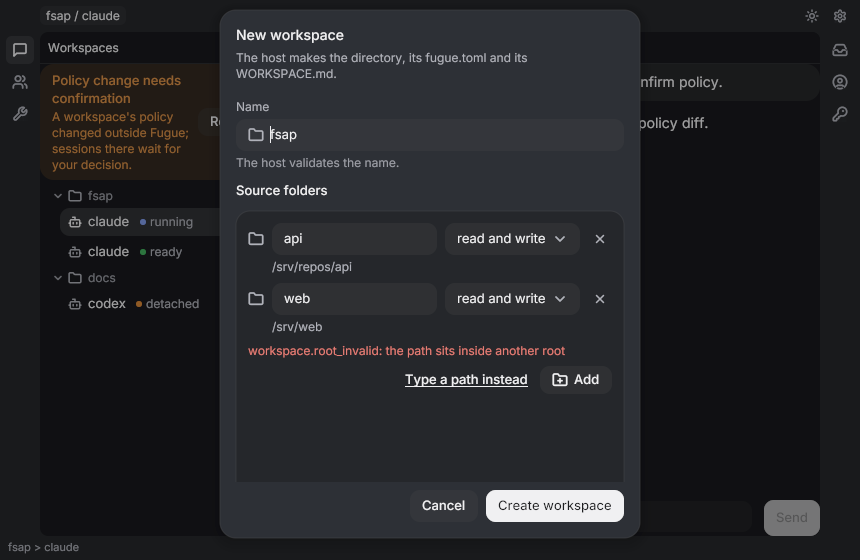 fsap / claude
Workspaces
Policy change needs
confirmation
A workspace's policy
changed outside Fugue;
sessions there wait for
your decision.
fsap
claude running
claude ready
docs
codex detached
New workspace
The host makes the directory, its fugue.toml and its
WORKSPACE.md.
Name
fsap
The host validates the name.
Source folders
api read and write
/srv/repos/api
web read and write
/srv/web
workspace.root_invalid: the path sits inside another root
Type a path instead Add
Cancel Create workspace
policy.
policy diff.
Send
fsap > claude